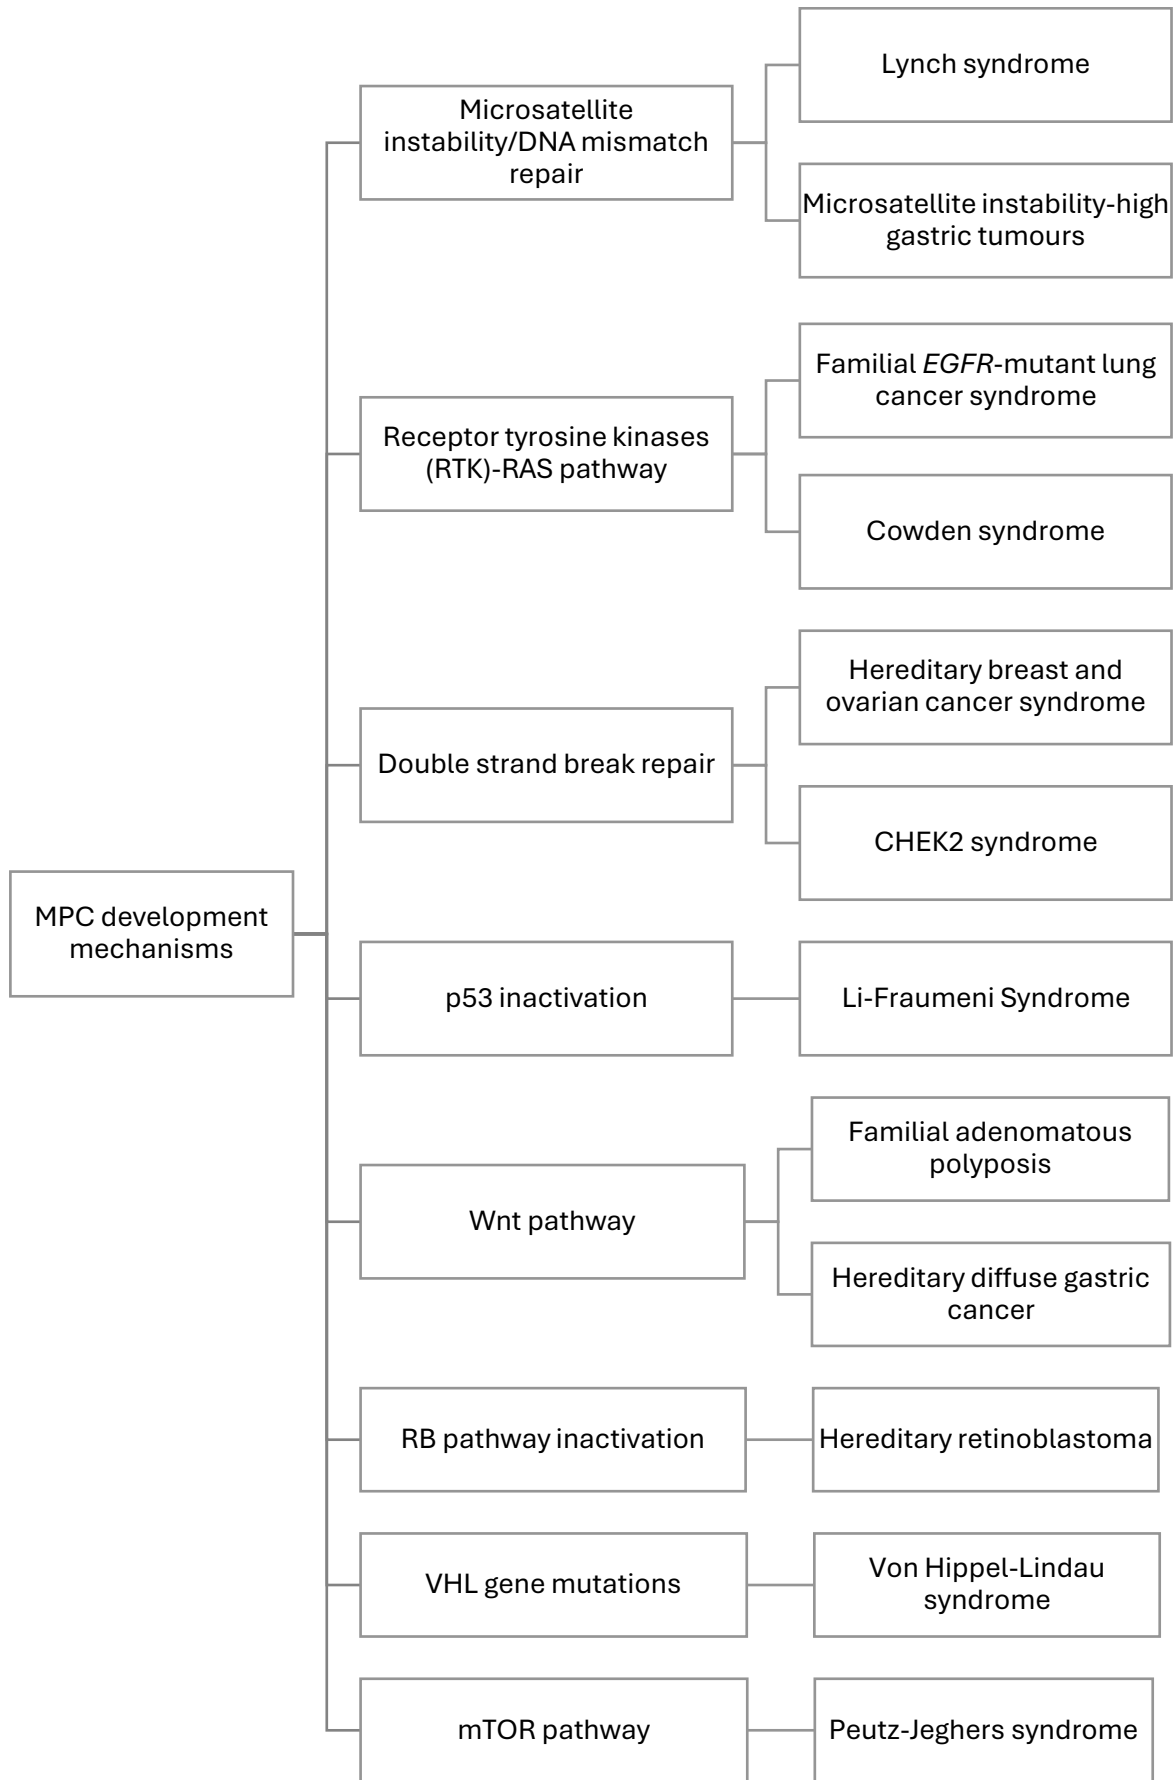 Lynch syndrome
Microsatellite
instability/DNA mismatch
repair
Microsatellite instability-high
gastric tumours
Familial EGFR-mutant lung
cancer syndrome
Receptor tyrosine kinases
(RTK)-RAS pathway
Cowden syndrome
Hereditary breast and
ovarian cancer syndrome
Double strand break repair
CHEK2 syndrome
MPC development
mechanisms
p53 inactivation
Li-Fraumeni Syndrome
Familial adenomatous
polyposis
Wnt pathway
Hereditary diffuse gastric
cancer
RB pathway inactivation
Hereditary retinoblastoma
VHL gene mutations
Von Hippel-Lindau
syndrome
mTOR pathway
Peutz-Jeghers syndrome